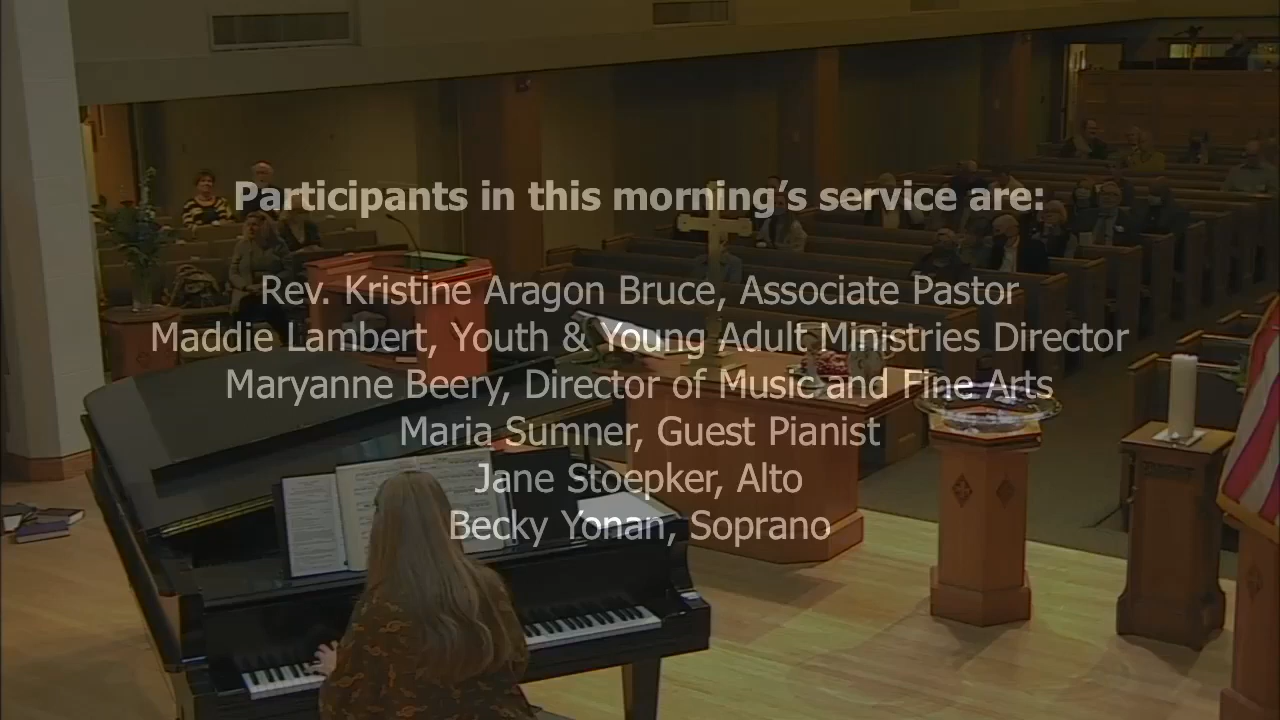 Participants in this morning’s service are:
Rev. Kristine Aragon Bruce, Associate Pastor
Maddie Lambert, Youth & Young Adult Ministries Director
Maryanne Beery, Director of Music and Fine Arts
Maria Sumner, Guest Pianist
Jane Stoepker, Alto
Becky Yonan, Soprano